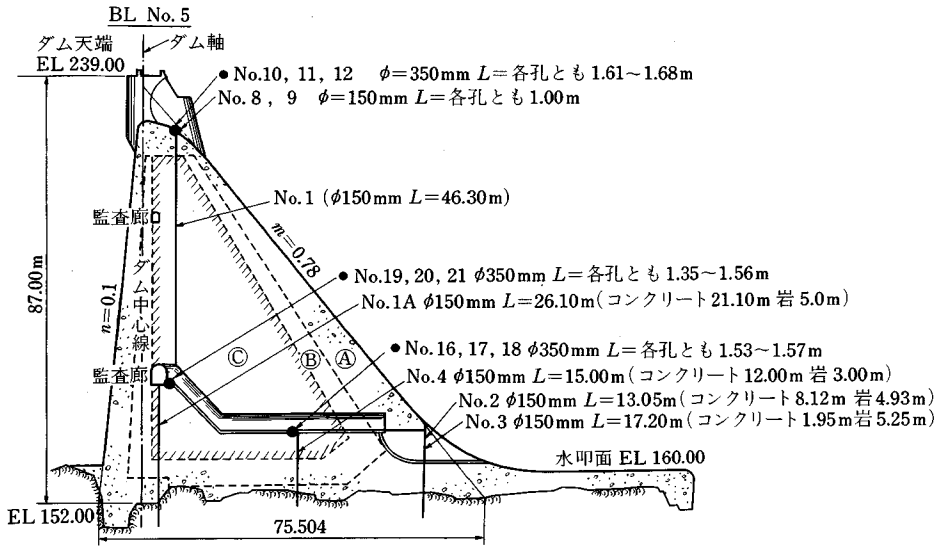 BL No.5
ダム天端
EL 239.00
ダム軸
No.10, 11, 12 φ=350mm L=各孔とも1.61~1.68m
No.8, 9 φ=150mm L=各孔とも1.00m
No.1 (φ150mm L=46.30m)
監査廊
m=0.78
n=0.1
ダム中心線
87.00m
No.19, 20, 21 φ350mm L=各孔とも1.35~1.56m
No.1A φ150mm L=26.10m(コンクリート21.10m 岩5.0m)
Ⓒ
Ⓑ
Ⓐ
No.16, 17, 18 φ350mm L=各孔とも1.53~1.57m
監査廊
No.4 φ150mm L=15.00m(コンクリート12.00m 岩3.00m)
No.2 φ150mm L=13.05m(コンクリート8.12m 岩4.93m)
No.3 φ150mm L=17.20m(コンクリート1.95m 岩5.25m)
水叩面 EL 160.00
EL 152.00
75.504